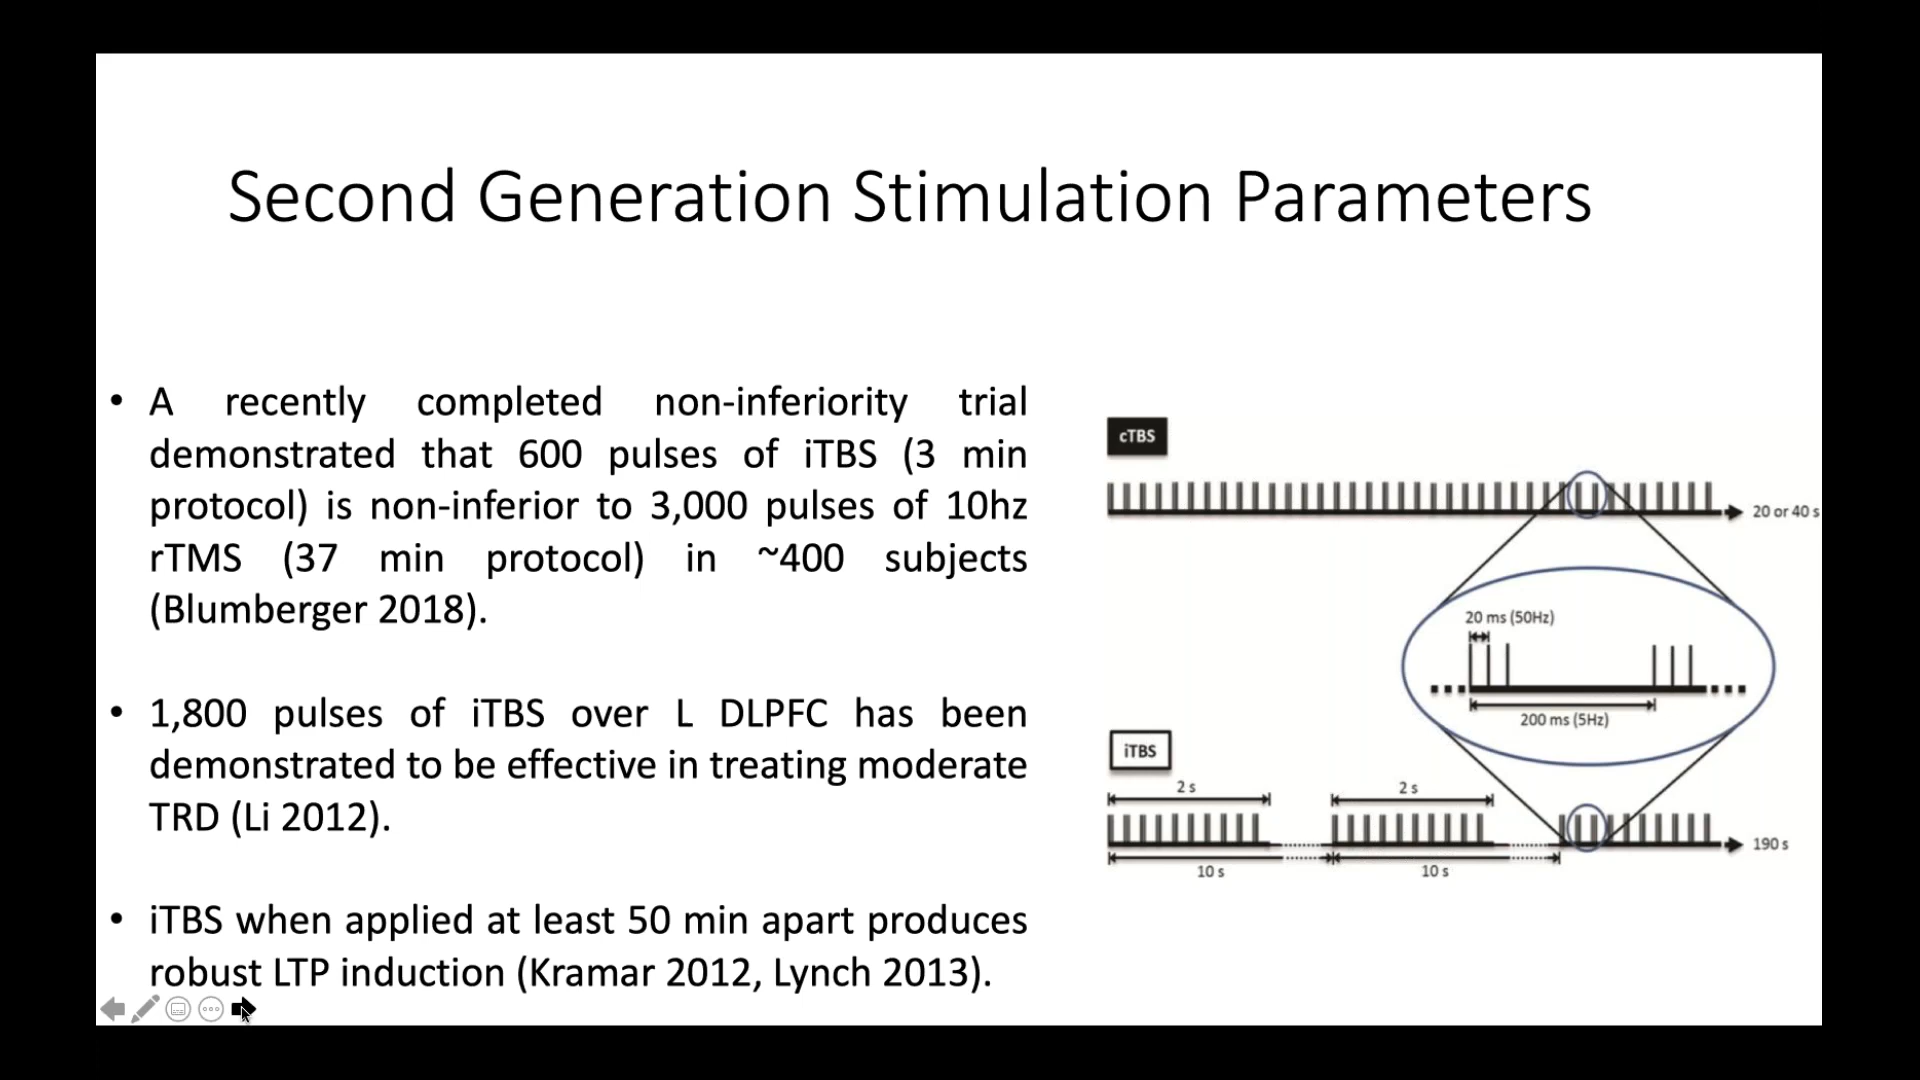 Second Generation Stimulation Parameters
• A recently completed non-inferiority trial
demonstrated that 600 pulses of iTBS (3 min
protocol) is non-inferior to 3,000 pulses of 10hz
rTMS (37 min protocol) in ~400 subjects
(Blumberger 2018).
• 1,800 pulses of iTBS over L DLPFC has been
demonstrated to be effective in treating moderate
TRD (Li 2012).
• iTBS when applied at least 50 min apart produces
robust LTP induction (Kramar 2012, Lynch 2013).
cTBS
20 or 40 s
20 ms (50Hz)
200 ms (5Hz)
iTBS
2 s
2 s
190 s
10 s
10 s